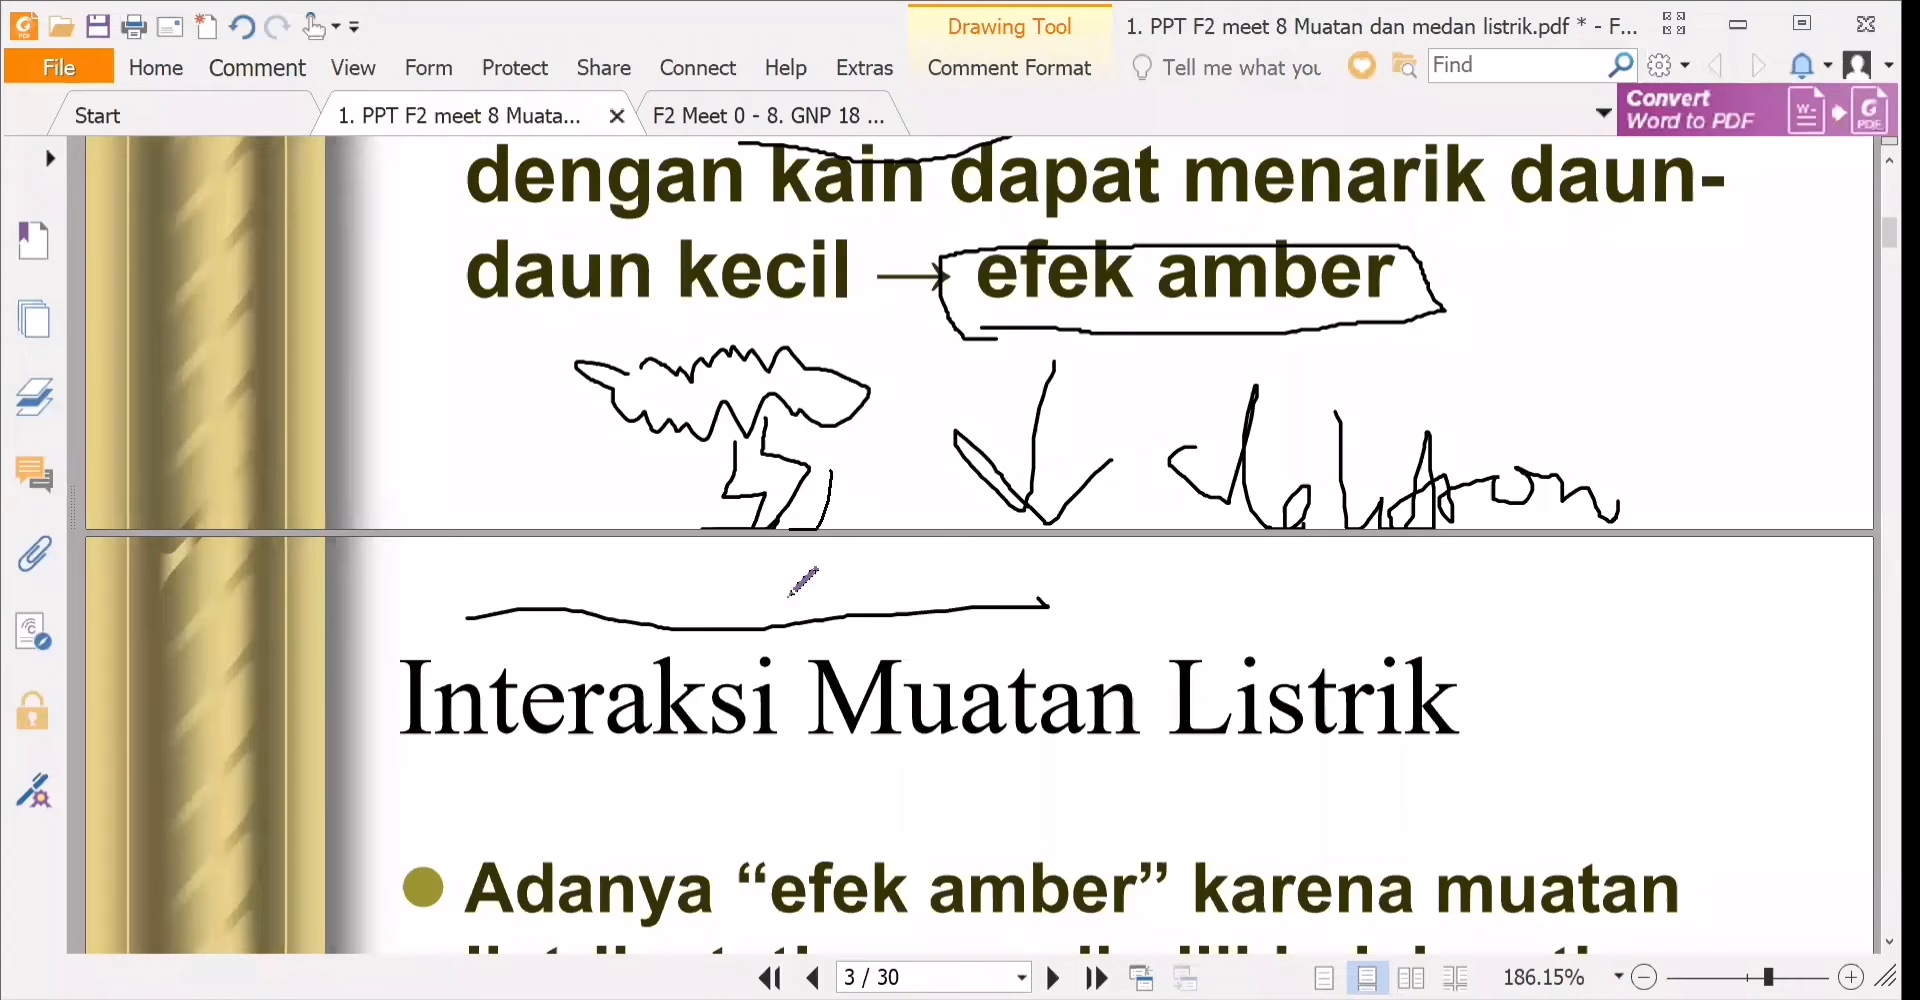 Drawing Tool
1. PPT F2 meet 8 Muatan dan medan listrik.pdf * - F...
File Home Comment View Form Protect Share Connect Help Extras Comment Format Tell me what you Find
Start 1. PPT F2 meet 8 Muata... F2 Meet 0 - 8. GNP 18 ...
Convert
Word to PDF
dengan kain dapat menarik daun-
daun kecil → efek amber
Interaksi Muatan Listrik
Adanya “efek amber” karena muatan
3 / 30 186.15%